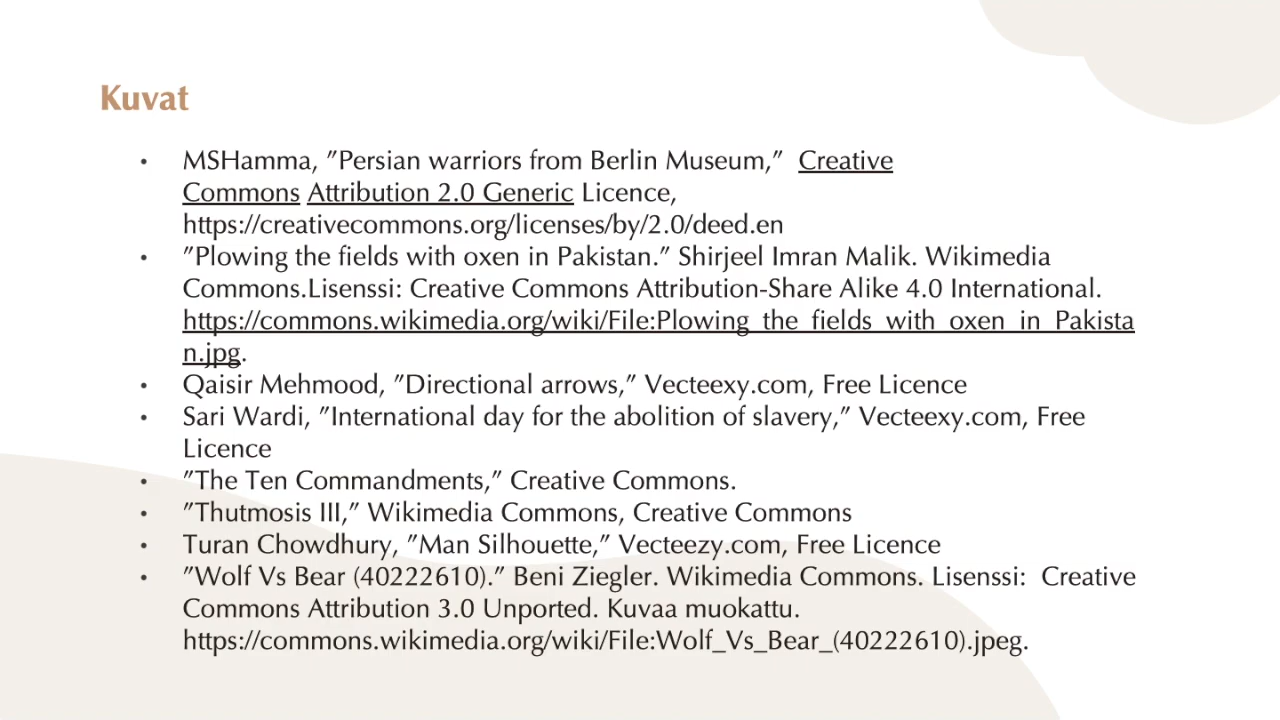 Kuvat
• MSHamma, ”Persian warriors from Berlin Museum,” Creative
Commons Attribution 2.0 Generic Licence,
https://creativecommons.org/licenses/by/2.0/deed.en
• ”Plowing the fields with oxen in Pakistan.” Shirjeel Imran Malik. Wikimedia
Commons.Lisenssi: Creative Commons Attribution-Share Alike 4.0 International.
https://commons.wikimedia.org/wiki/File:Plowing_the_fields_with_oxen_in_Pakista
n.jpg.
• Qaisir Mehmood, ”Directional arrows,” Vecteexy.com, Free Licence
• Sari Wardi, ”International day for the abolition of slavery,” Vecteexy.com, Free
Licence
• ”The Ten Commandments,” Creative Commons.
• ”Thutmosis III,” Wikimedia Commons, Creative Commons
• Turan Chowdhury, ”Man Silhouette,” Vecteezy.com, Free Licence
• ”Wolf Vs Bear (40222610).” Beni Ziegler. Wikimedia Commons. Lisenssi: Creative
Commons Attribution 3.0 Unported. Kuvaa muokattu.
https://commons.wikimedia.org/wiki/File:Wolf_Vs_Bear_(40222610).jpeg.